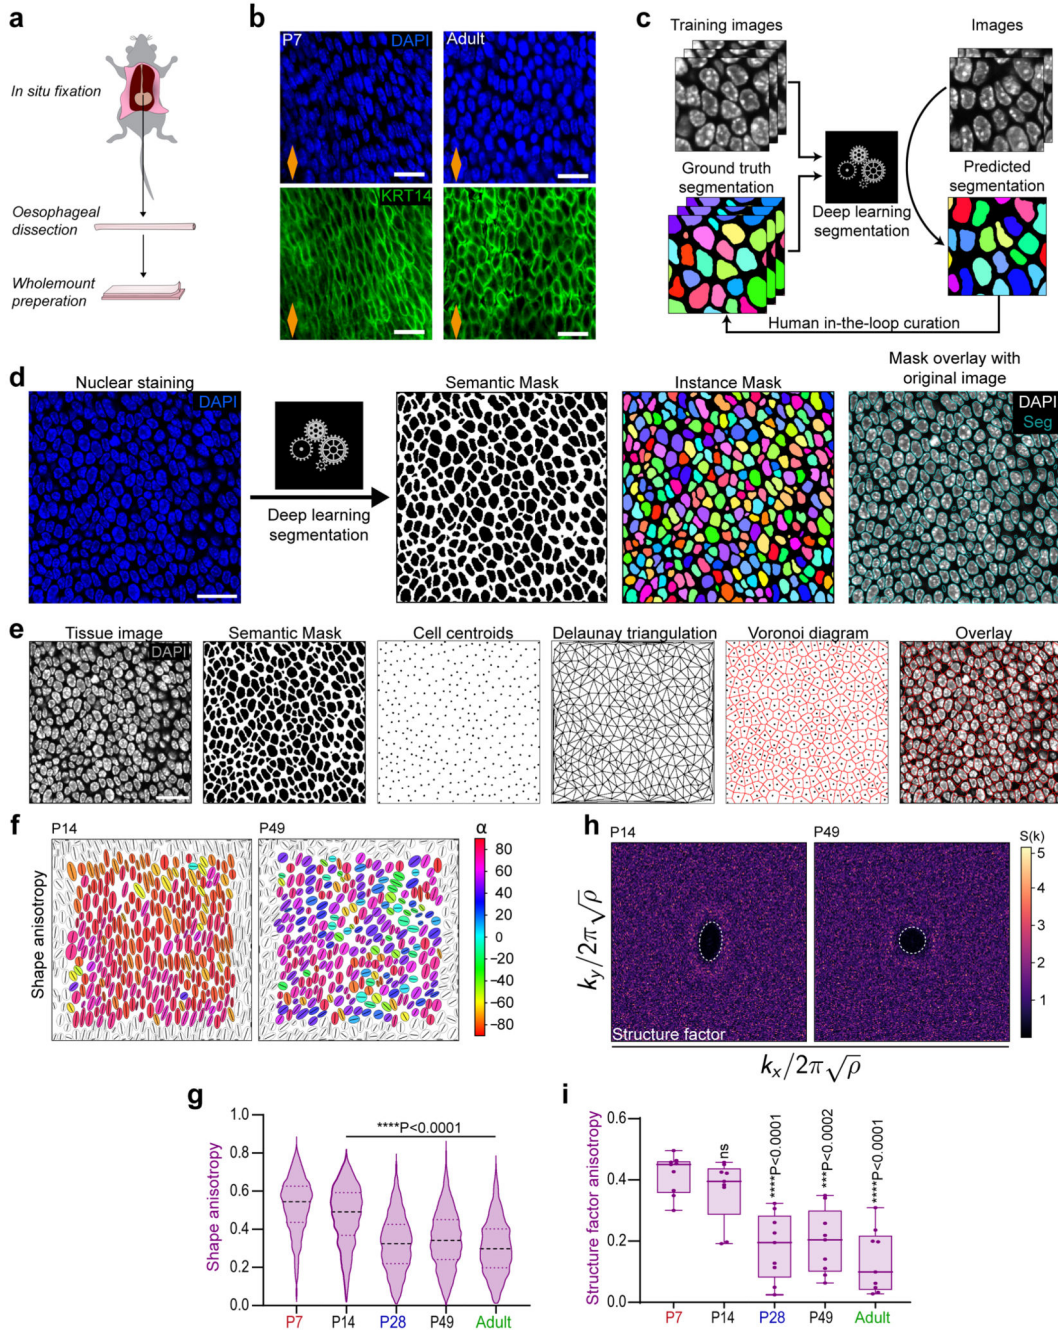 a
In situ fixation
Oesophageal
dissection
Wholemount
preperation
b
P7
DAPI
Adult
KRT14
c
Training images
Images
Ground truth
segmentation
Deep learning
segmentation
Predicted
segmentation
Human in-the-loop curation
d
Nuclear staining
DAPI
Deep learning
segmentation
Semantic Mask
Instance Mask
Mask overlay with
original image
DAPI
Seg
e
Tissue image
DAPI
Semantic Mask
Cell centroids
Delaunay triangulation
Voronoi diagram
Overlay
f
P14
P49
Shape anisotropy
α
80
60
40
20
0
−20
−40
−60
−80
h
P14
P49
S(k)
5
4
3
2
1
k_y/2π√ρ
Structure factor
k_x/2π√ρ
g
Shape anisotropy
1.0
0.8
0.6
0.4
0.2
0.0
****P<0.0001
P7
P14
P28
P49
Adult
i
Structure factor anisotropy
0.6
0.4
0.2
0.0
ns
****P<0.0001
***P<0.0002
****P<0.0001
P7
P14
P28
P49
Adult